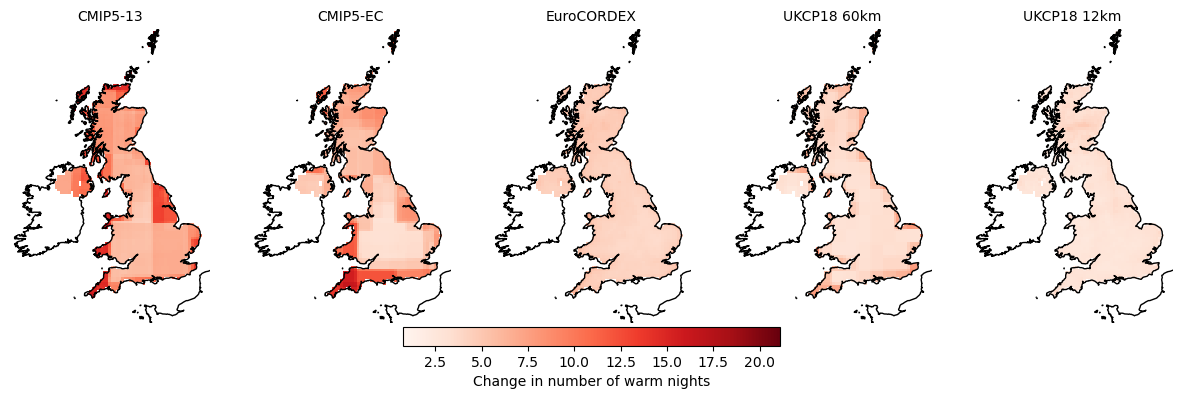 CMIP5-13 CMIP5-EC EuroCORDEX UKCP18 60km UKCP18 12km
2.5 5.0 7.5 10.0 12.5 15.0 17.5 20.0
Change in number of warm nights